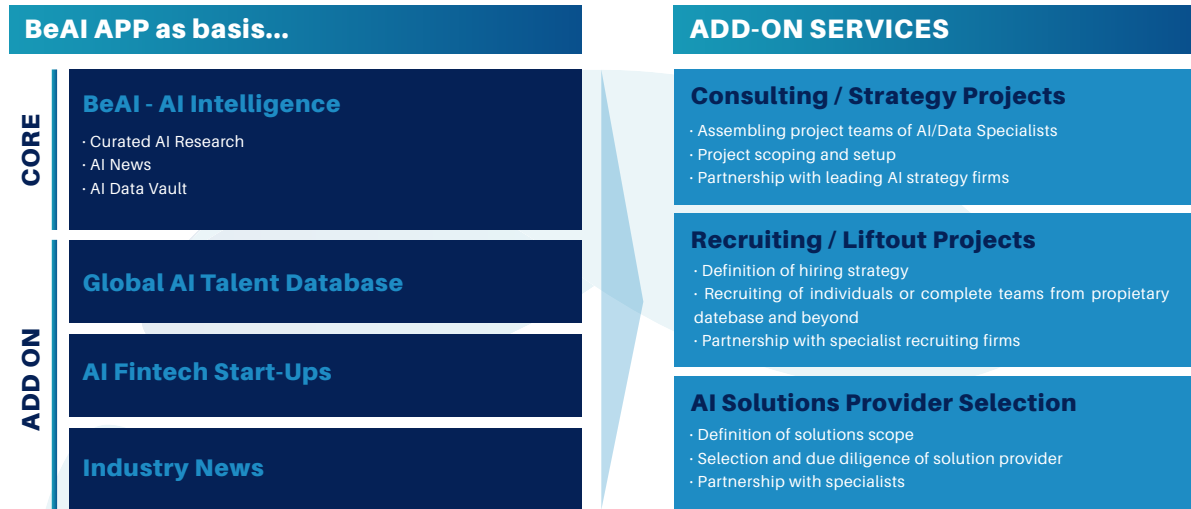 BeAI APP as basis...
CORE
BeAI - AI Intelligence
· Curated AI Research
· AI News
· AI Data Vault
ADD ON
Global AI Talent Database
AI Fintech Start-Ups
Industry News
ADD-ON SERVICES
Consulting / Strategy Projects
· Assembling project teams of AI/Data Specialists
· Project scoping and setup
· Partnership with leading AI strategy firms
Recruiting / Liftout Projects
· Definition of hiring strategy
· Recruiting of individuals or complete teams from propietary
datebase and beyond
· Partnership with specialist recruiting firms
AI Solutions Provider Selection
· Definition of solutions scope
· Selection and due diligence of solution provider
· Partnership with specialists